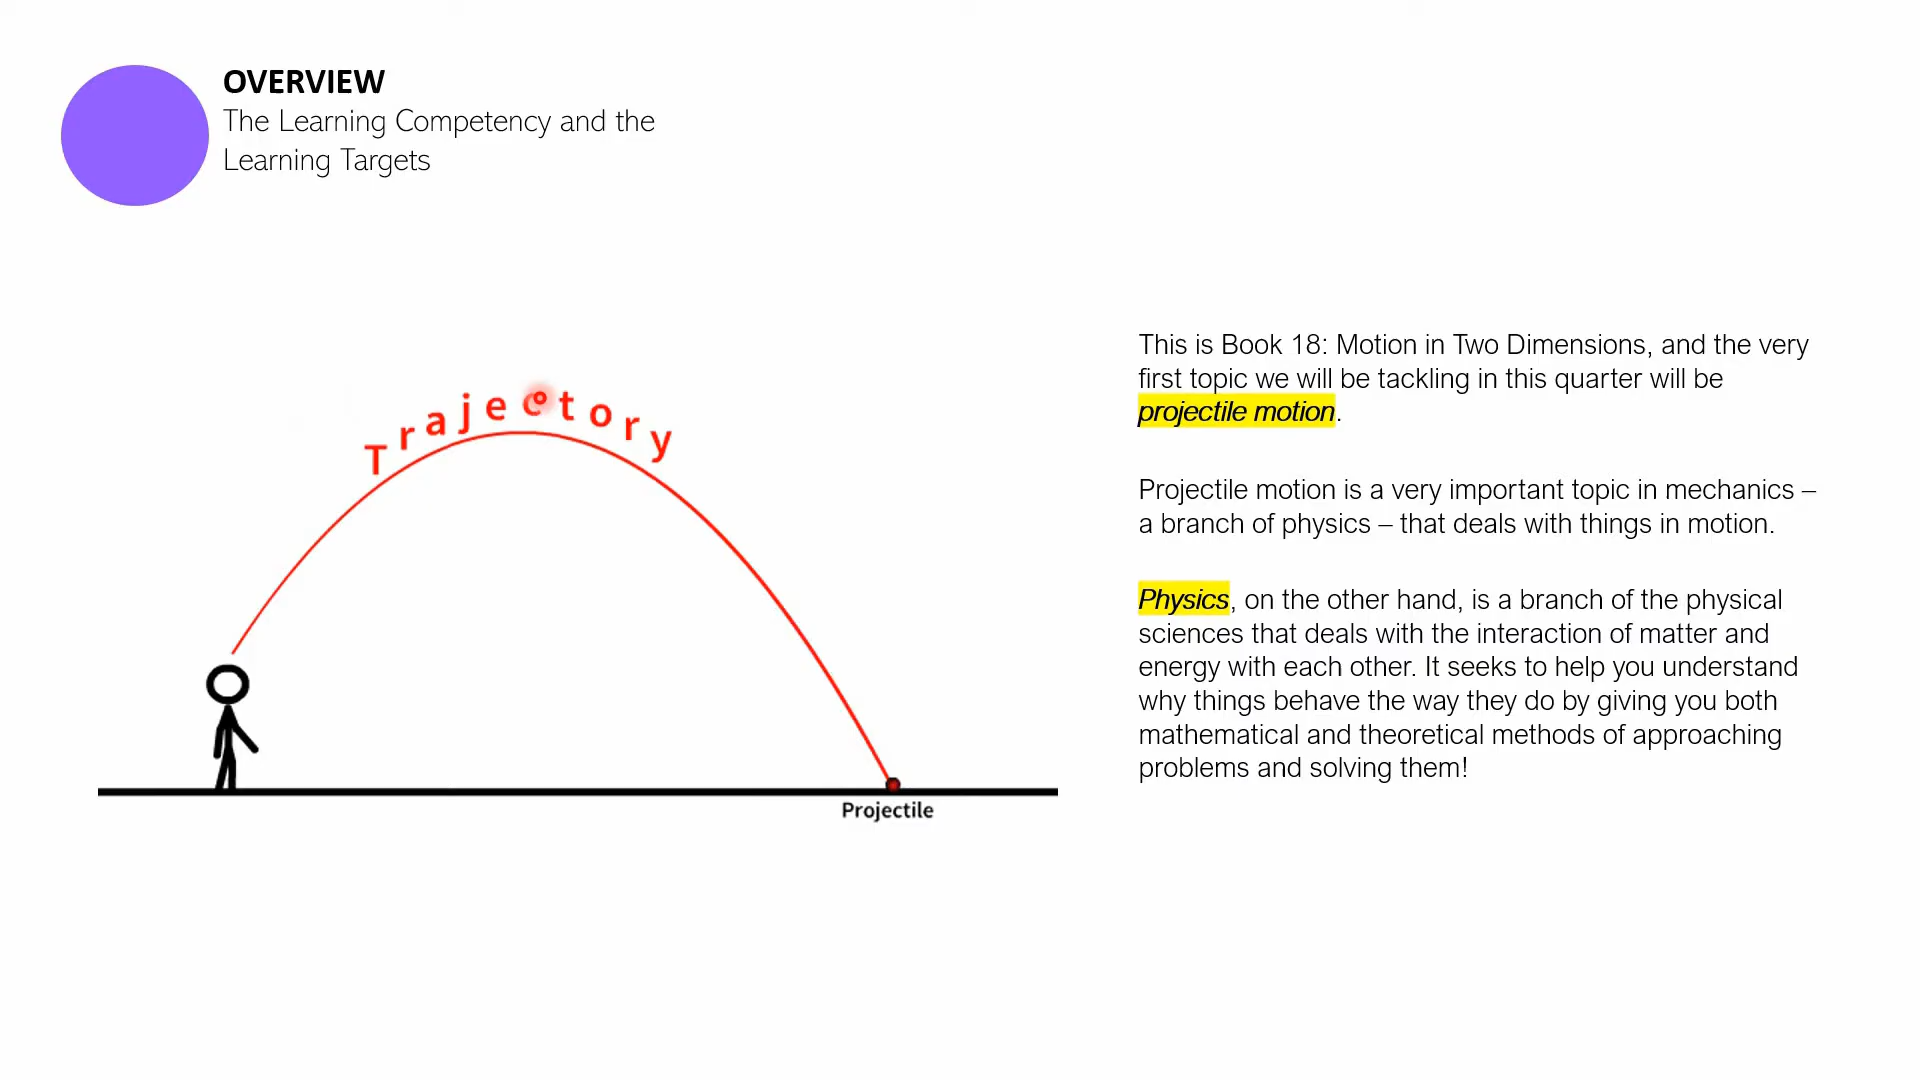 OVERVIEW
The Learning Competency and the
Learning Targets
Trajectory
Projectile
This is Book 18: Motion in Two Dimensions, and the very
first topic we will be tackling in this quarter will be
projectile motion.
Projectile motion is a very important topic in mechanics –
a branch of physics – that deals with things in motion.
Physics, on the other hand, is a branch of the physical
sciences that deals with the interaction of matter and
energy with each other. It seeks to help you understand
why things behave the way they do by giving you both
mathematical and theoretical methods of approaching
problems and solving them!